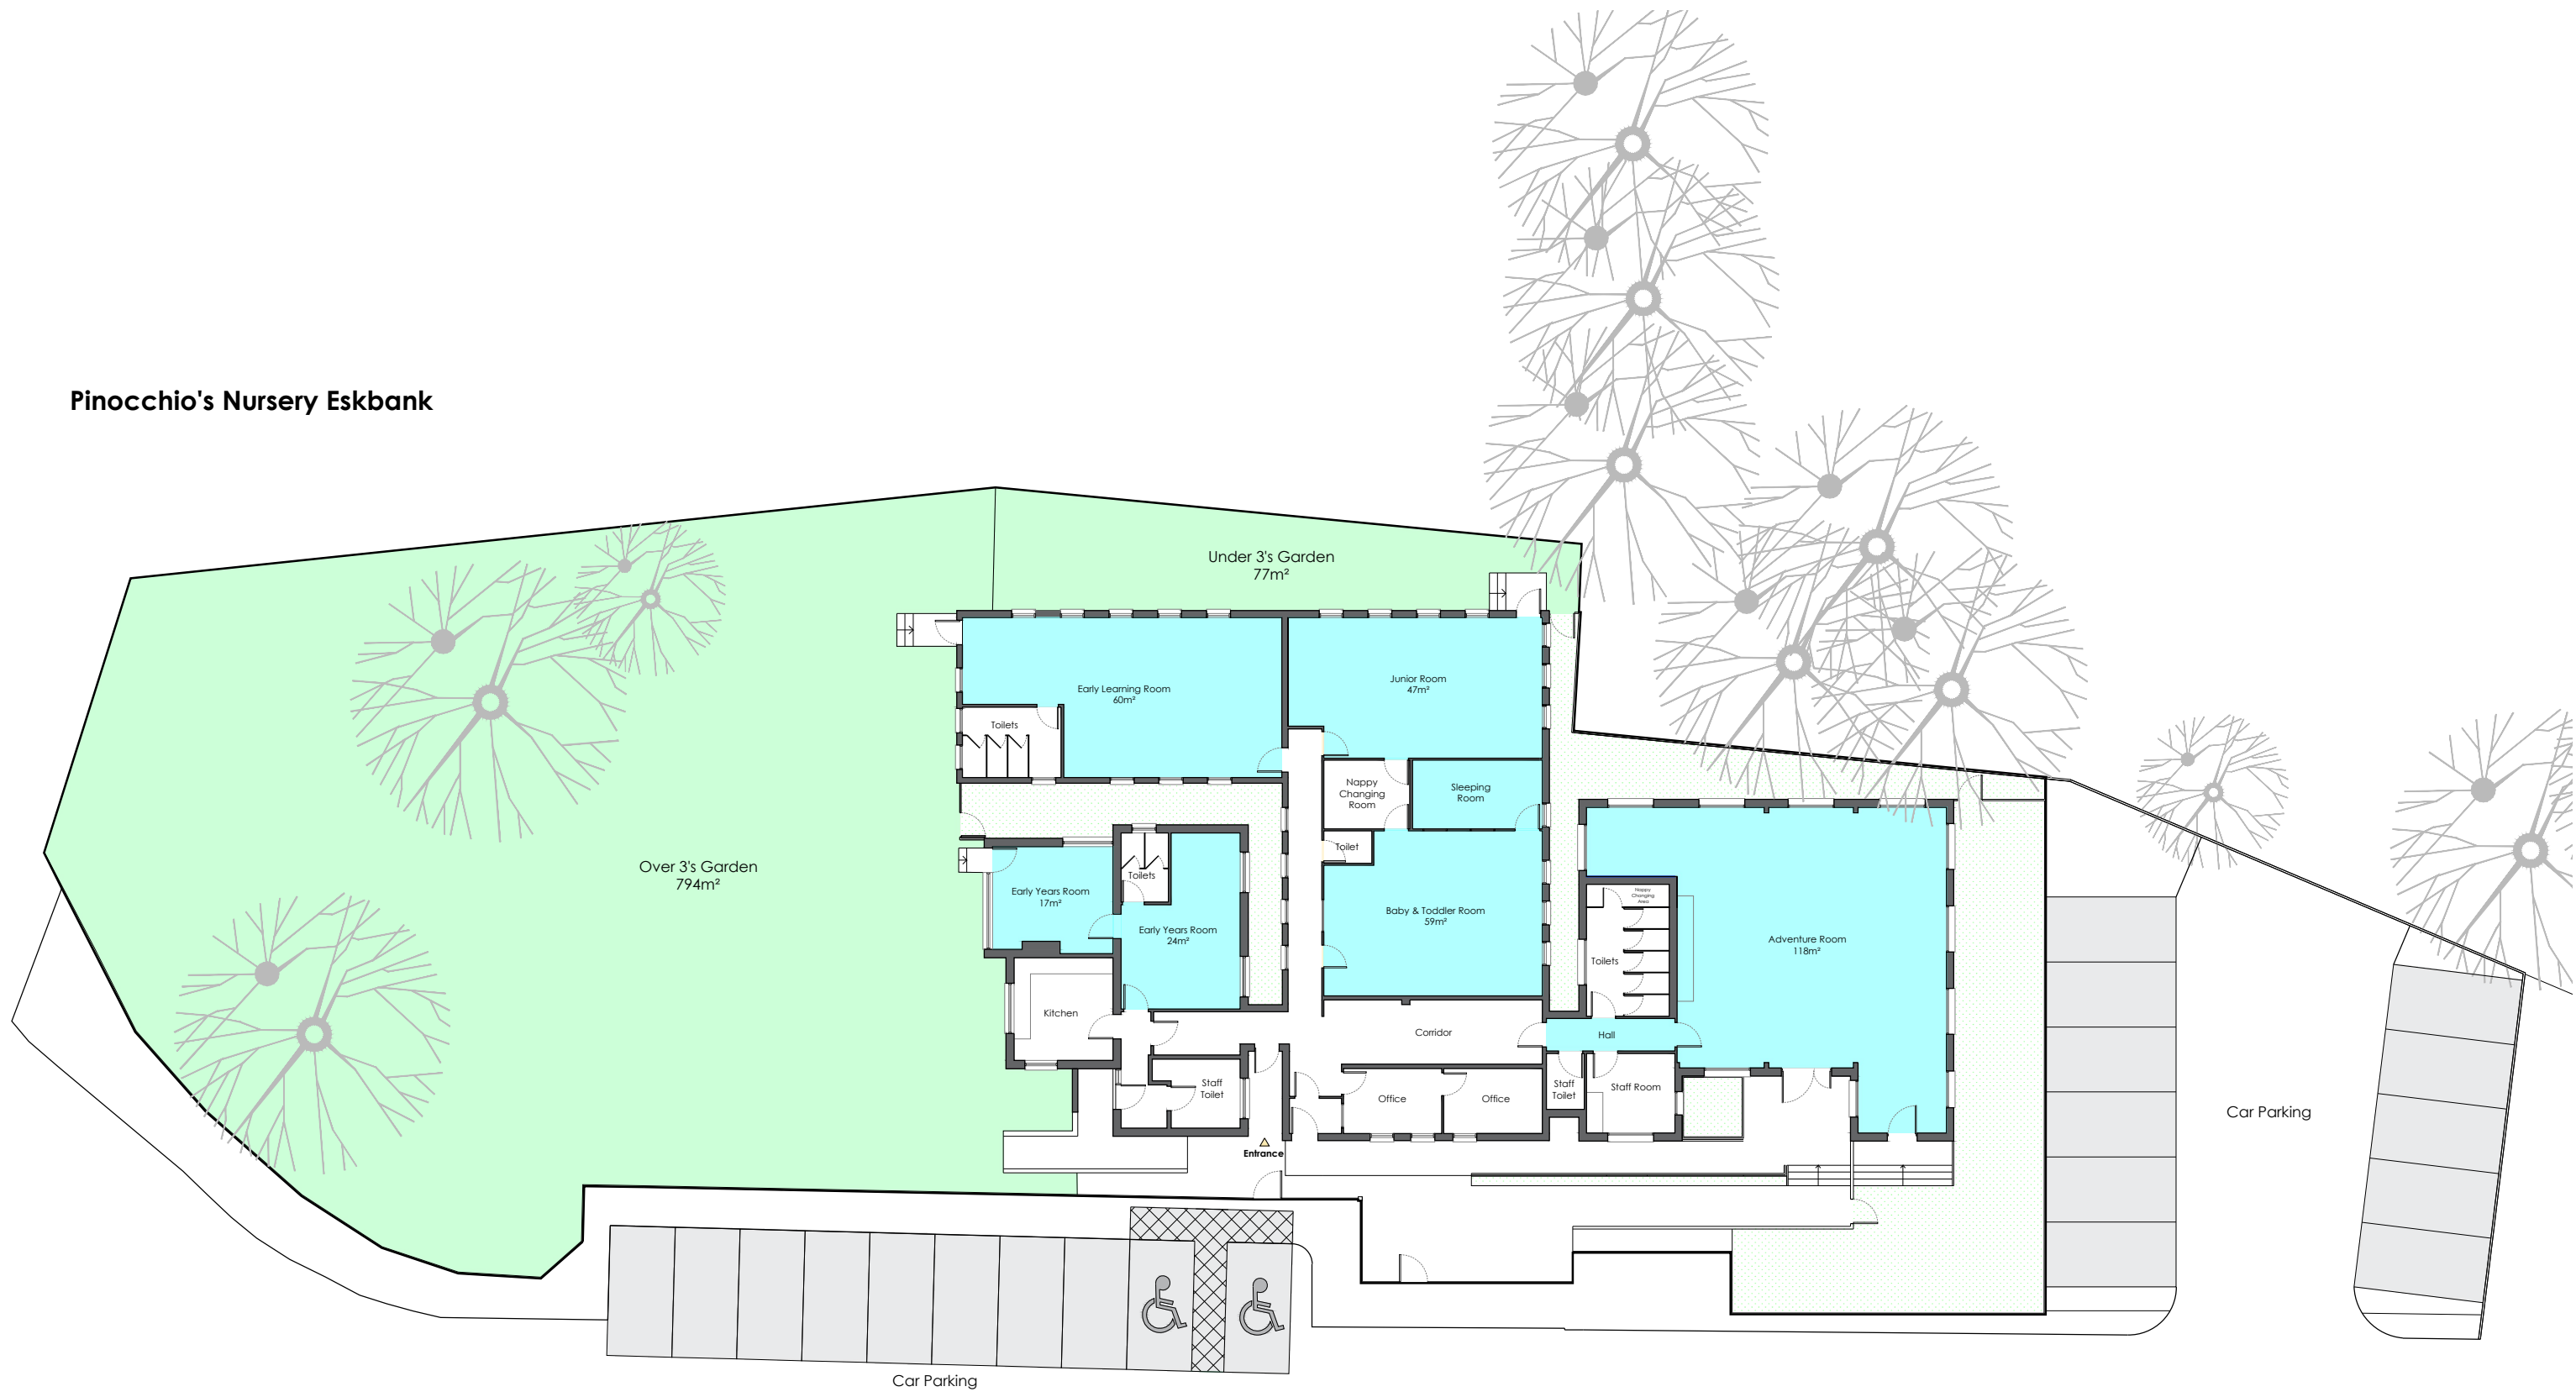 Pinocchio's Nursery Eskbank
Under 3's Garden
77m²
Early Learning Room
60m²
Junior Room
47m²
Toilets
Nappy
Changing
Room
Sleeping
Room
Toilet
Over 3's Garden
794m²
Early Years Room
17m²
Toilets
Early Years Room
24m²
Baby & Toddler Room
59m²
Nappy
Changing
Area
Toilets
Adventure Room
118m²
Kitchen
Corridor
Hall
Staff
Toilet
Office
Office
Staff
Toilet
Staff Room
Entrance
Car Parking
Car Parking